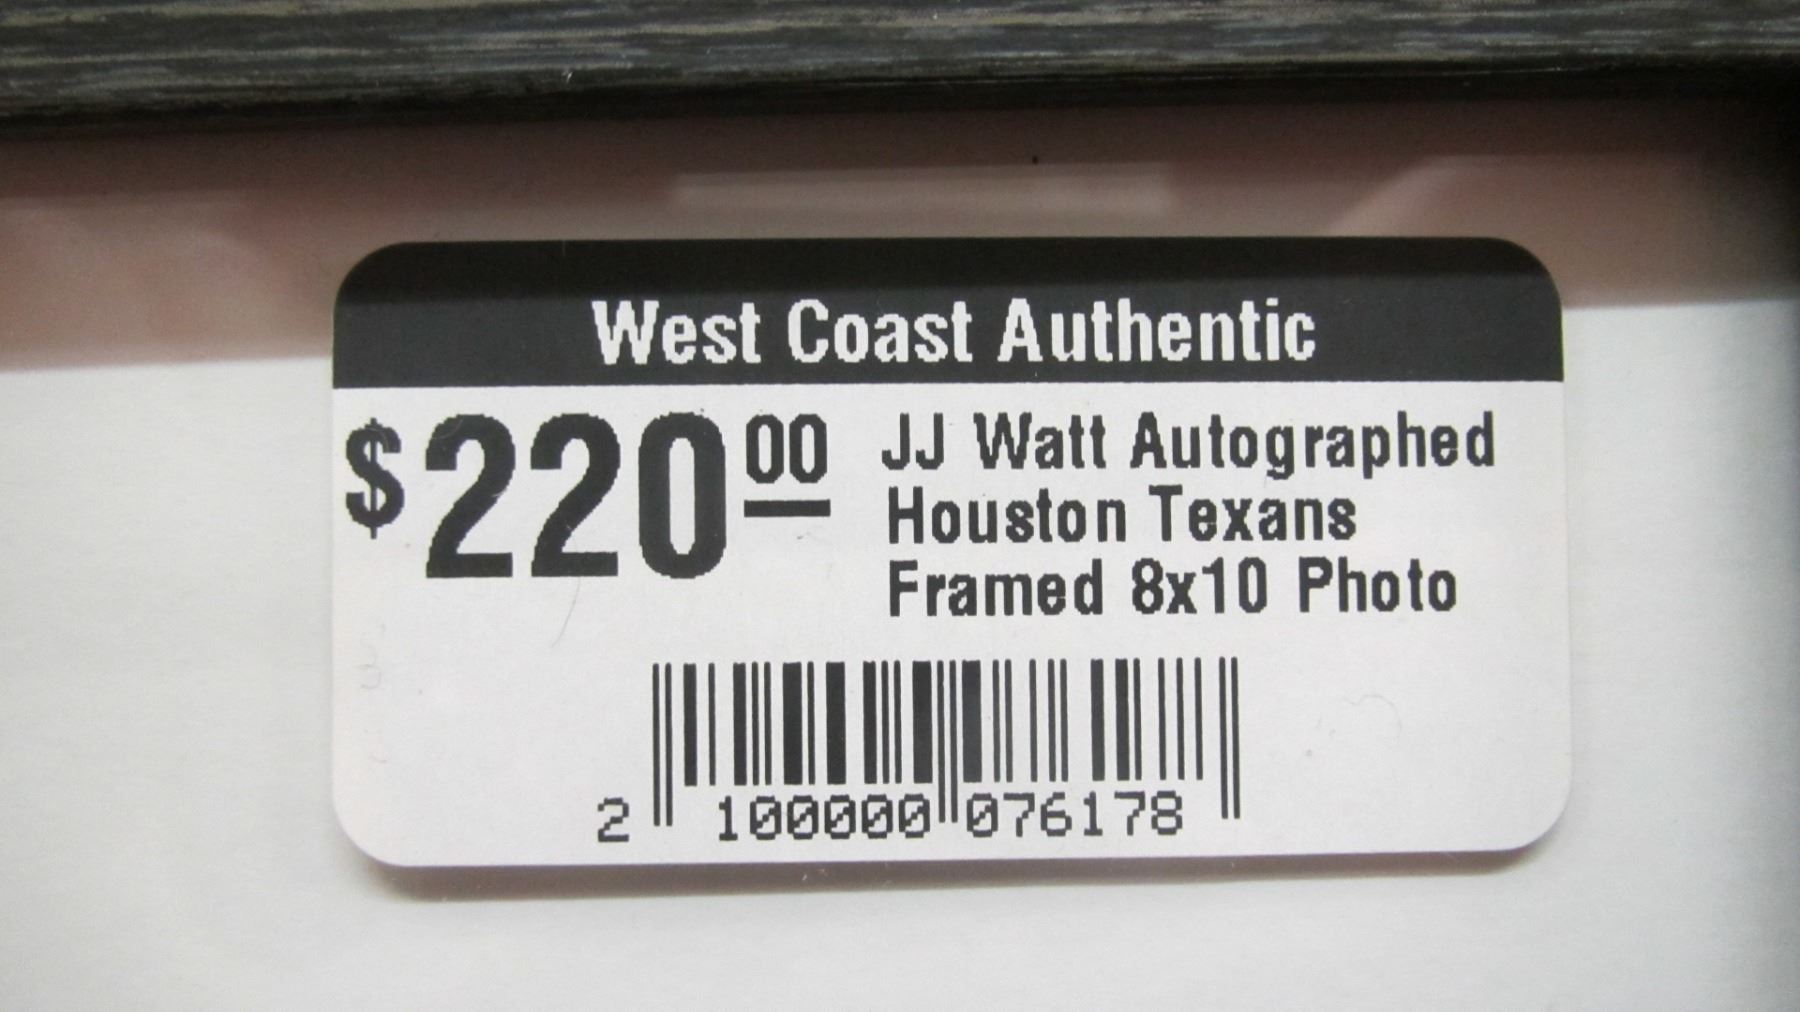 West Coast Authentic
$220.00
JJ Watt Autographed
Houston Texans
Framed 8x10 Photo
2 100000 076178